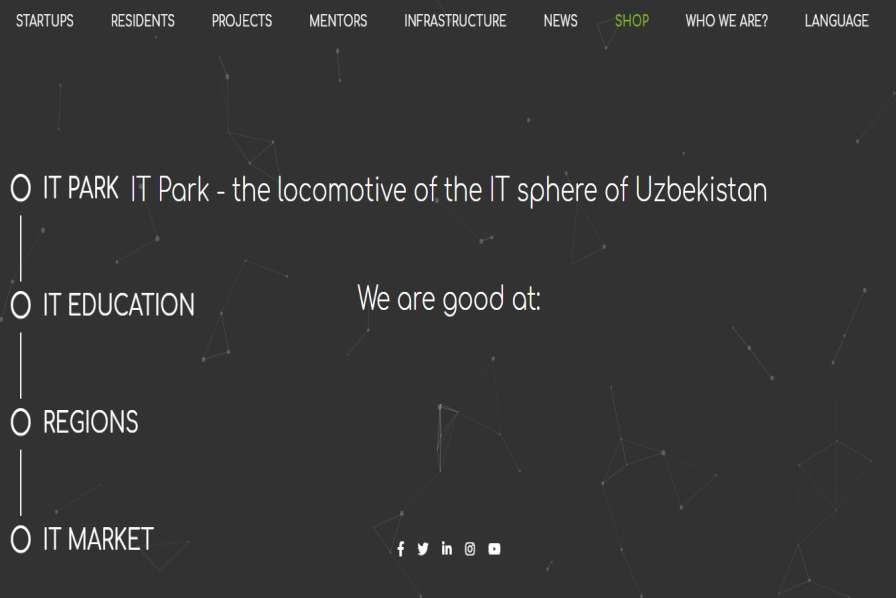 STARTUPS RESIDENTS PROJECTS MENTORS INFRASTRUCTURE NEWS SHOP WHO WE ARE? LANGUAGE
IT PARK
IT Park - the locomotive of the IT sphere of Uzbekistan
We are good at:
IT EDUCATION
REGIONS
IT MARKET